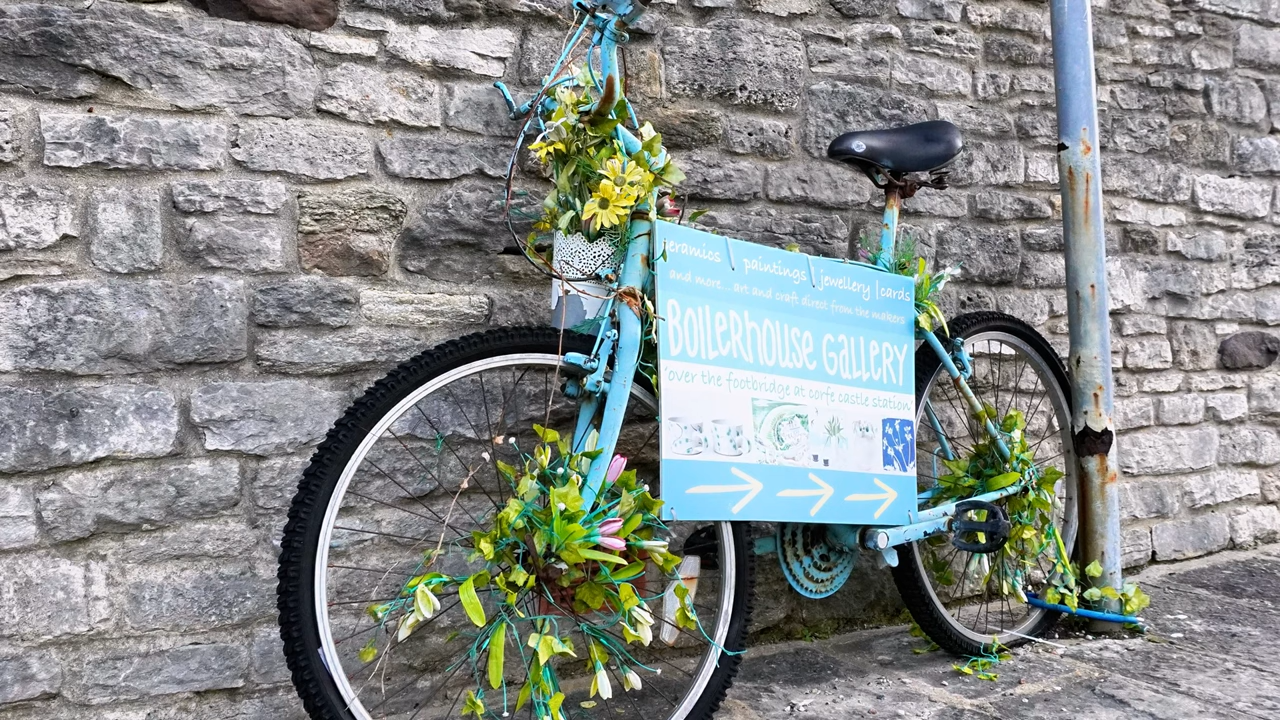 ceramics | paintings | jewellery | cards
and more... art and craft direct from the makers
BOILERHOUSE GALLERY
'over the footbridge at corfe castle station'